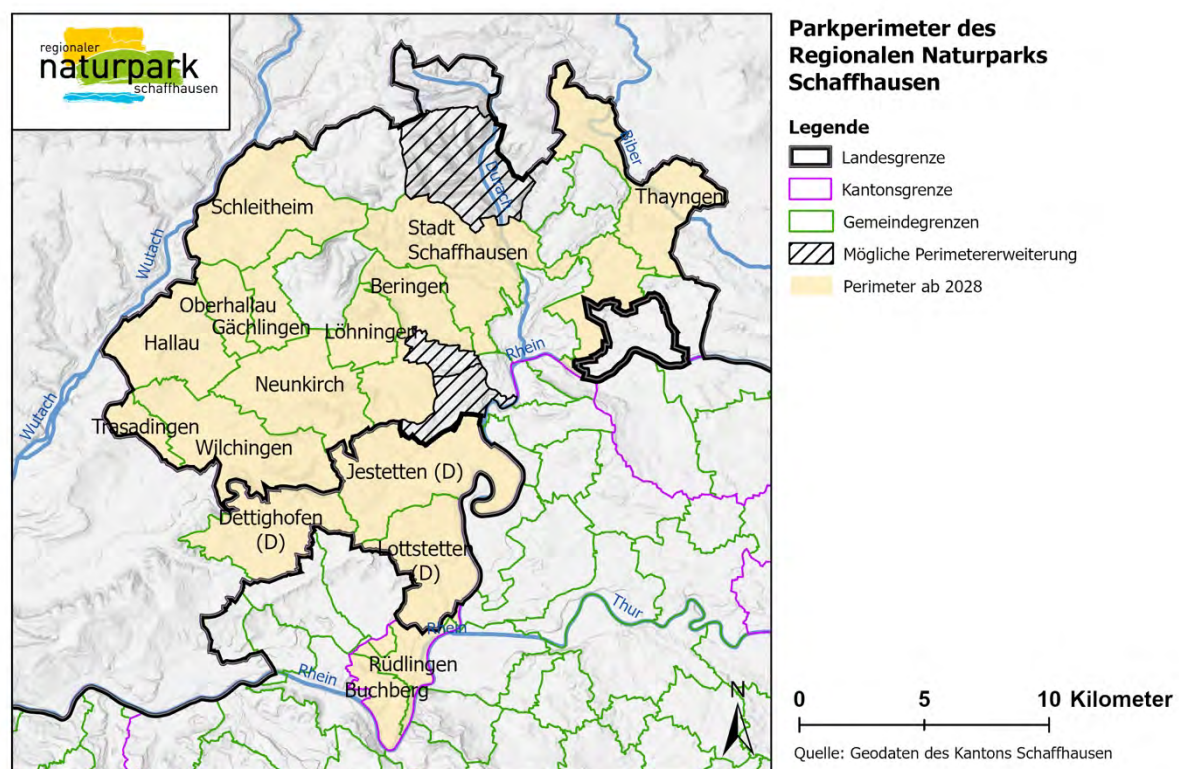 regionaler
naturpark
schaffhausen
Parkperimeter des
Regionalen Naturparks
Schaffhausen
Legende
Landesgrenze
Kantonsgrenze
Gemeindegrenzen
Mögliche Perimetererweiterung
Perimeter ab 2028
Biber
Durach
Thayngen
Schleitheim
Stadt
Schaffhausen
Wutach
Beringen
Oberhallau
Gächlingen
Löhningen
Hallau
Rhein
Neunkirch
Wutach
Trasadingen
Wilchingen
Jestetten (D)
Dettighofen
(D)
Lottstetten
(D)
Thur
Rhein
Rüdlingen
Rhein
Buchberg
N
0 5 10 Kilometer
Quelle: Geodaten des Kantons Schaffhausen